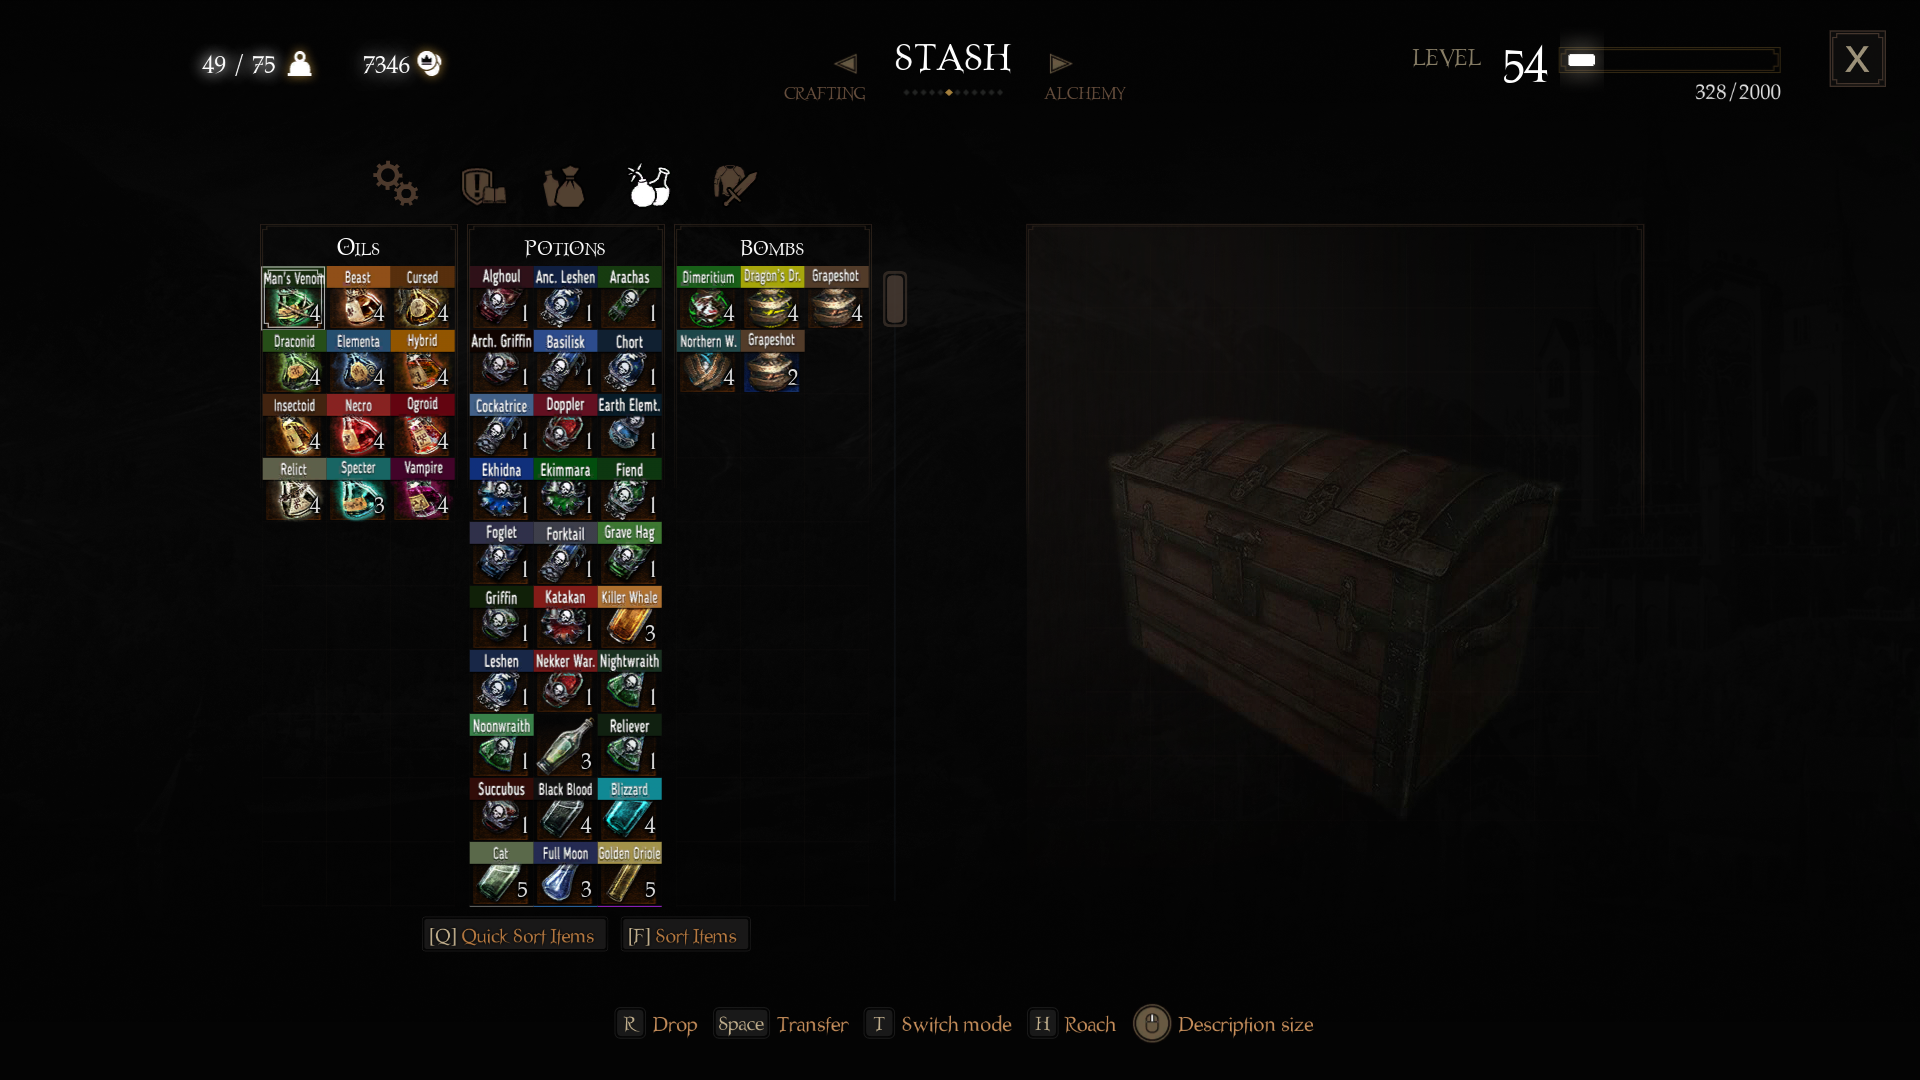 49 / 75 7346
STASH
CRAFTING ALCHEMY
LEVEL 54
328/2000
X
OILS POTIONS BOMBS
Man's Venom Beast Cursed
4 4 4
Draconid Elementa Hybrid
4 4 4
Insectoid Necro Ogroid
4 4 4
Relict Specter Vampire
4 3 4
Alghoul Anc. Leshen Arachas
1 1 1
Arch. Griffin Basilisk Chort
1 1 1
Cockatrice Doppler Earth Elemt.
1 1 1
Ekhidna Ekimmara Fiend
1 1 1
Foglet Forktail Grave Hag
1 1 1
Griffin Katakan Killer Whale
1 1 3
Leshen Nekker War. Nightwraith
1 1 1
Noonwraith Reliever
1 3 1
Succubus Black Blood Blizzard
1 4 4
Cat Full Moon Golden Oriole
5 3 5
Dimeritium Dragon's Dr. Grapeshot
4 4 4
Northern W. Grapeshot
4 2
[Q] Quick Sort Items [F] Sort Items
R Drop Space Transfer T Switch mode H Roach Description size